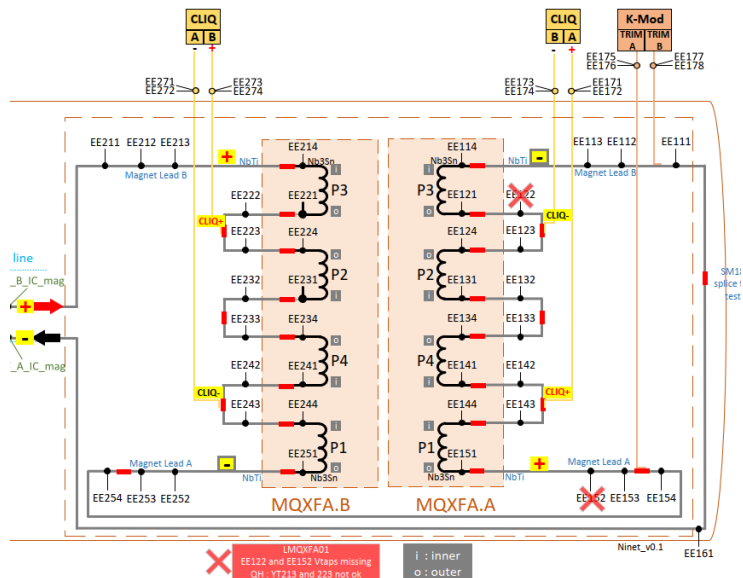 CLIQ
A B
- +
CLIQ
B A
- +
K-Mod
TRIM TRIM
A B
EE271
EE272
EE273
EE274
EE173
EE174
EE171
EE172
EE175
EE176
EE177
EE178
EE211 EE212 EE213
+
NbTi
Magnet Lead B
EE214
Nb3Sn
i
EE221
P3
o
EE222
CLIQ+
EE223
EE224
o
P2
i
EE231
EE232
EE233
EE234
o
P4
i
EE241
EE242
CLIQ-
EE243
EE244
i
P1
o
EE251
Nb3Sn
-
NbTi
Magnet Lead A
EE254 EE253 EE252
MQXFA.B
EE114
Nb3Sn
NbTi
-
EE113 EE112 EE111
Magnet Lead B
i
P3
o
EE121
EE122
CLIQ-
EE123
EE124
o
P2
i
EE131
EE132
EE133
EE134
o
P4
i
EE141
EE142
CLIQ+
EE143
EE144
i
P1
o
EE151
Nb3Sn
NbTi
+
Magnet Lead A
EE152 EE153 EE154
MQXFA.A
line
_B_IC_mag
+
-
_A_IC_mag
SM18
splice f
test
EE161
Ninet_v0.1
LMQXFA01
EE122 and EE152 Vtaps missing
QH : YT213 and 223 not ok
i : inner
o : outer